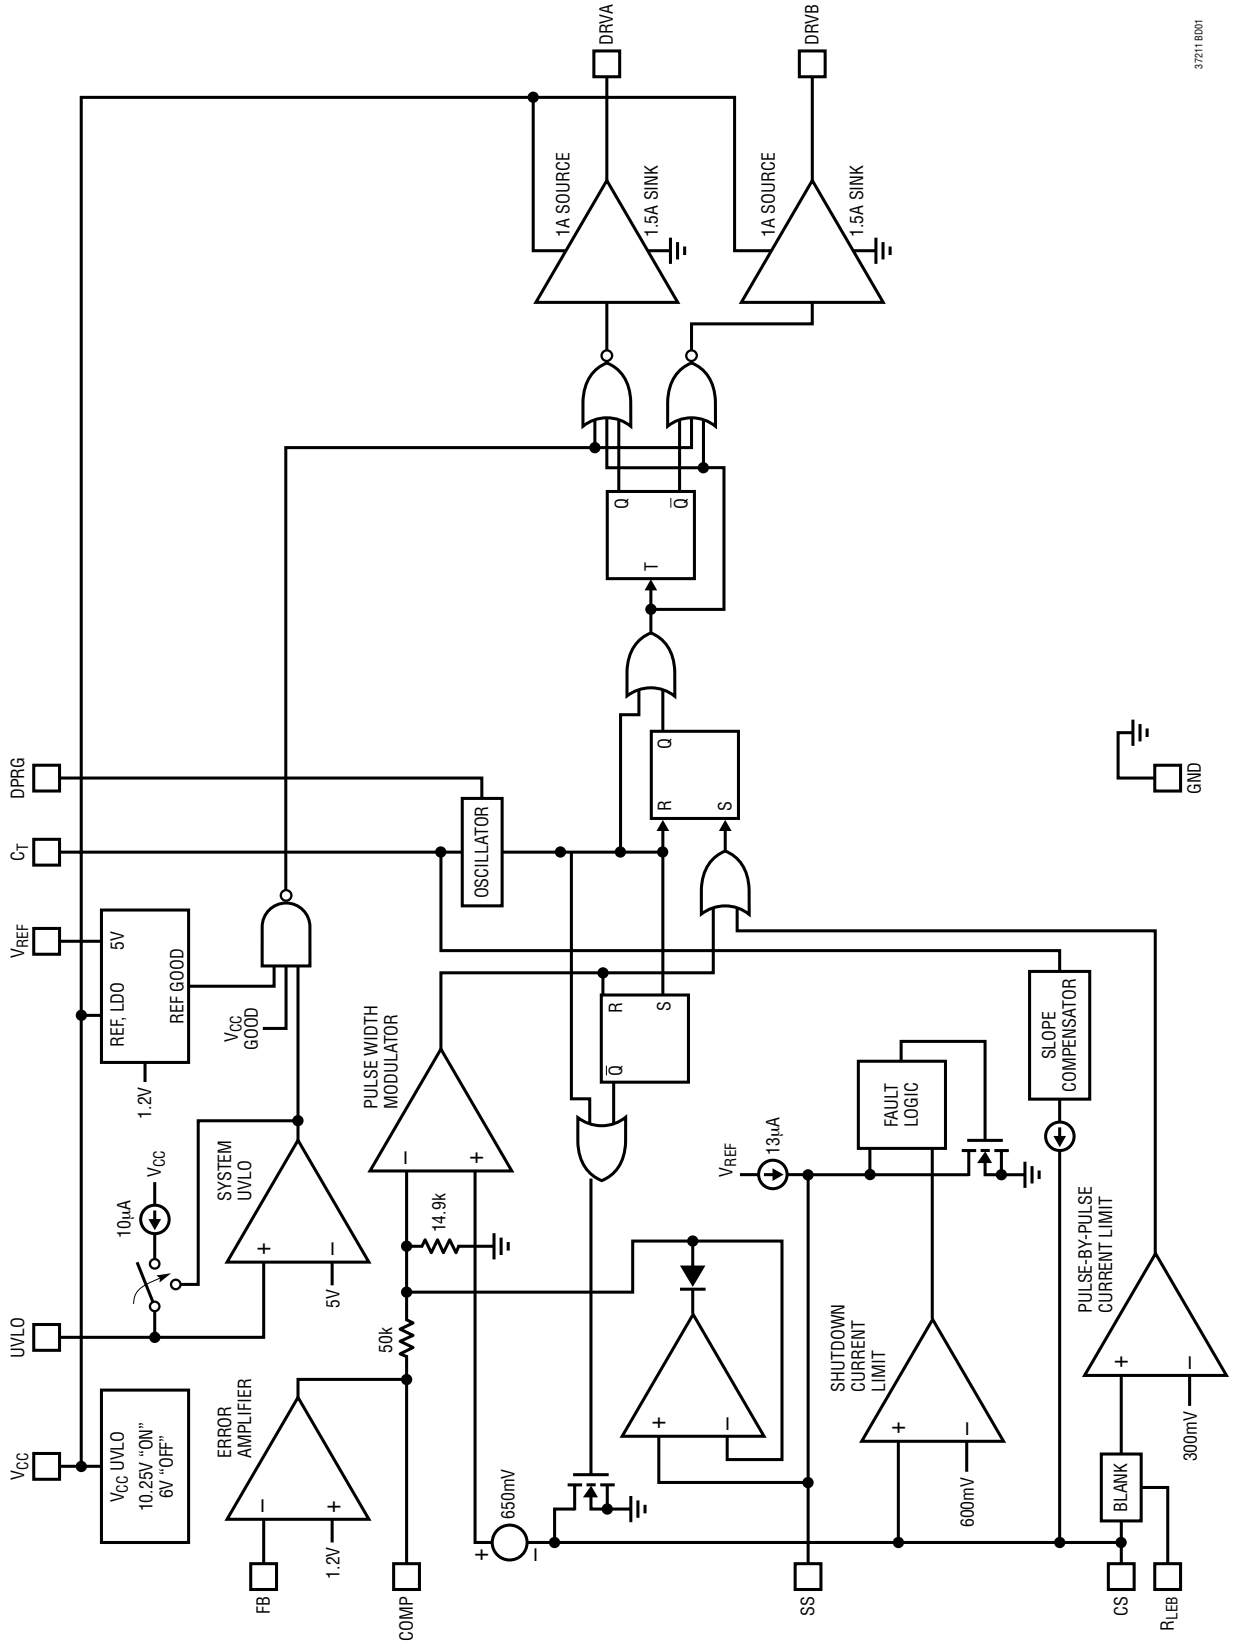 VCC
UVLO
VREF
CT
DPRG
VCC UVLO
10.25V “ON”
6V “OFF”
10μA
VCC
1.2V
REF, LDO
5V
REF GOOD
VCC
GOOD
SYSTEM
UVLO
+
–
5V
ERROR
AMPLIFIER
–
+
FB
1.2V
COMP
50k
14.9k
PULSE WIDTH
MODULATOR
–
+
OSCILLATOR
+
650mV
–
Q
R
S
R
S
Q
T
Q
Q
1A SOURCE
1.5A SINK
DRVA
1A SOURCE
1.5A SINK
DRVB
+
–
VREF
13μA
SS
FAULT
LOGIC
SHUTDOWN
CURRENT
LIMIT
+
–
600mV
SLOPE
COMPENSATOR
PULSE-BY-PULSE
CURRENT LIMIT
+
–
300mV
BLANK
CS
RLEB
GND
37211 BD01